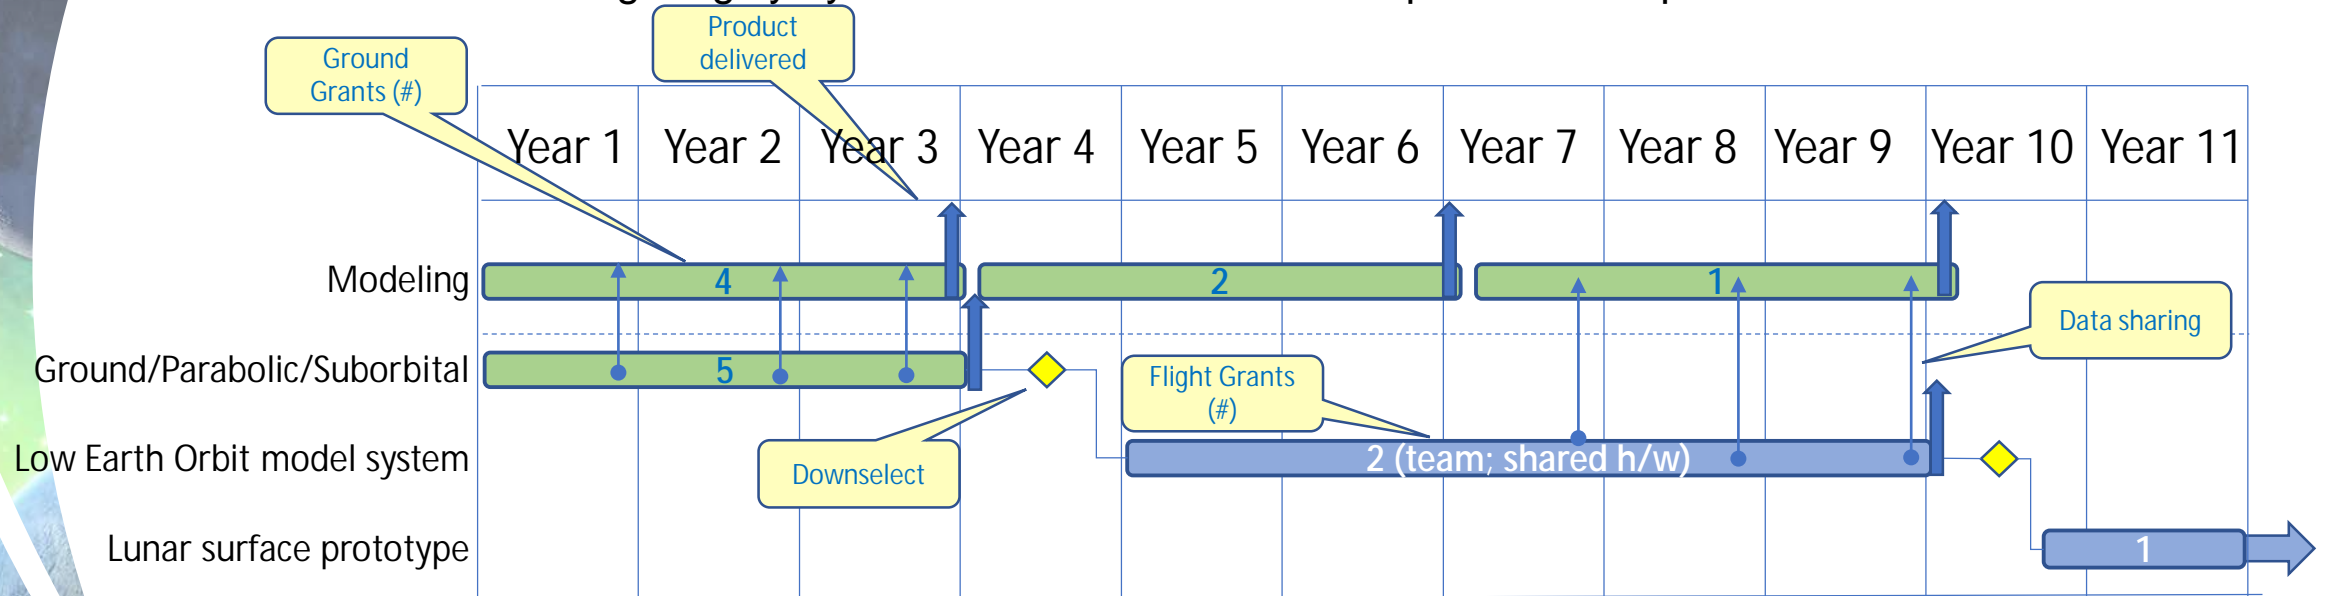 Product
delivered
Ground
Grants (#)
Year 1 Year 2 Year 3 Year 4 Year 5 Year 6 Year 7 Year 8 Year 9 Year 10 Year 11
Modeling 4 2 1
Data sharing
Ground/Parabolic/Suborbital 5
Flight Grants
(#)
Low Earth Orbit model system 2 (team; shared h/w)
Downselect
Lunar surface prototype 1